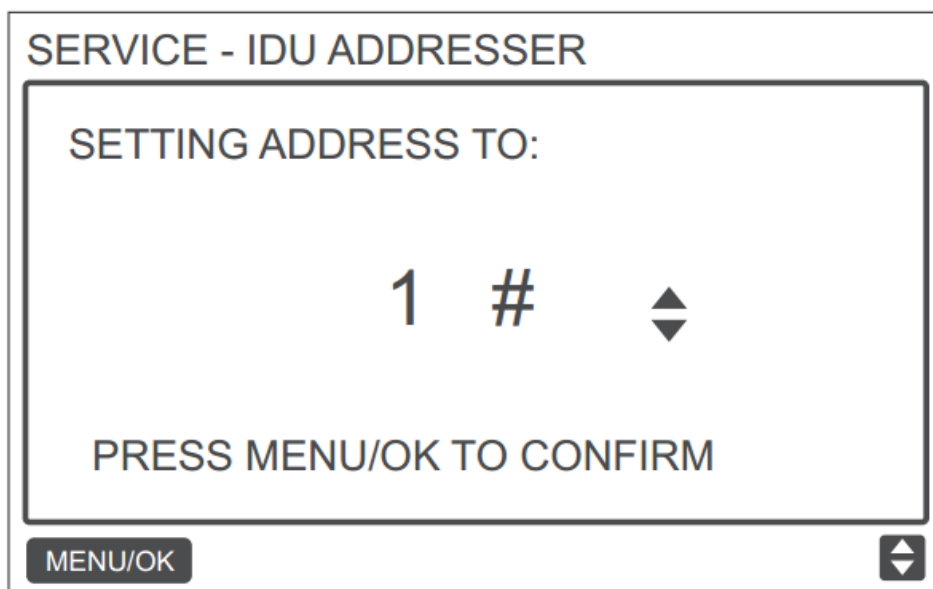 SERVICE - IDU ADDRESSER
SETTING ADDRESS TO:
1 #
PRESS MENU/OK TO CONFIRM
MENU/OK